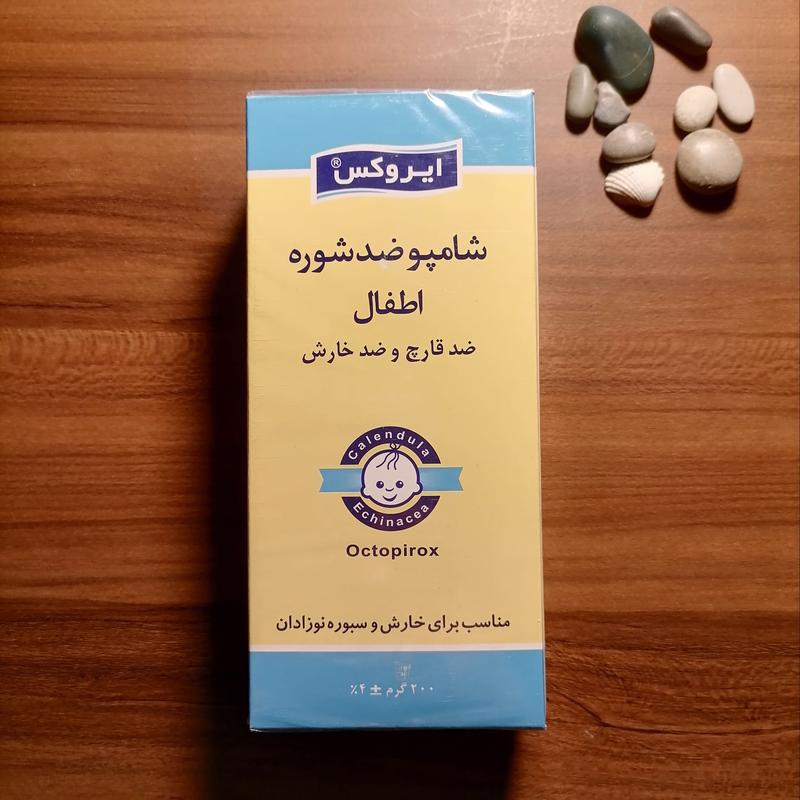 ایروکس®
شامپو ضد شوره
اطفال
ضد قارچ و ضد خارش
Calendula
Echinacea
Octopirox
مناسب برای خارش و سبوره نوزادان
۲۰۰ گرم ± ۴٪